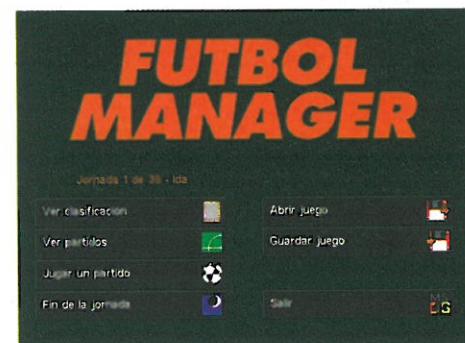 FUTBOL
MANAGER
Jornada 1 de 38 - Ida
Ver clasificacion
Ver partidos
Jugar un partido
Fin de la jornada
Abrir juego
Guardar juego
Salir